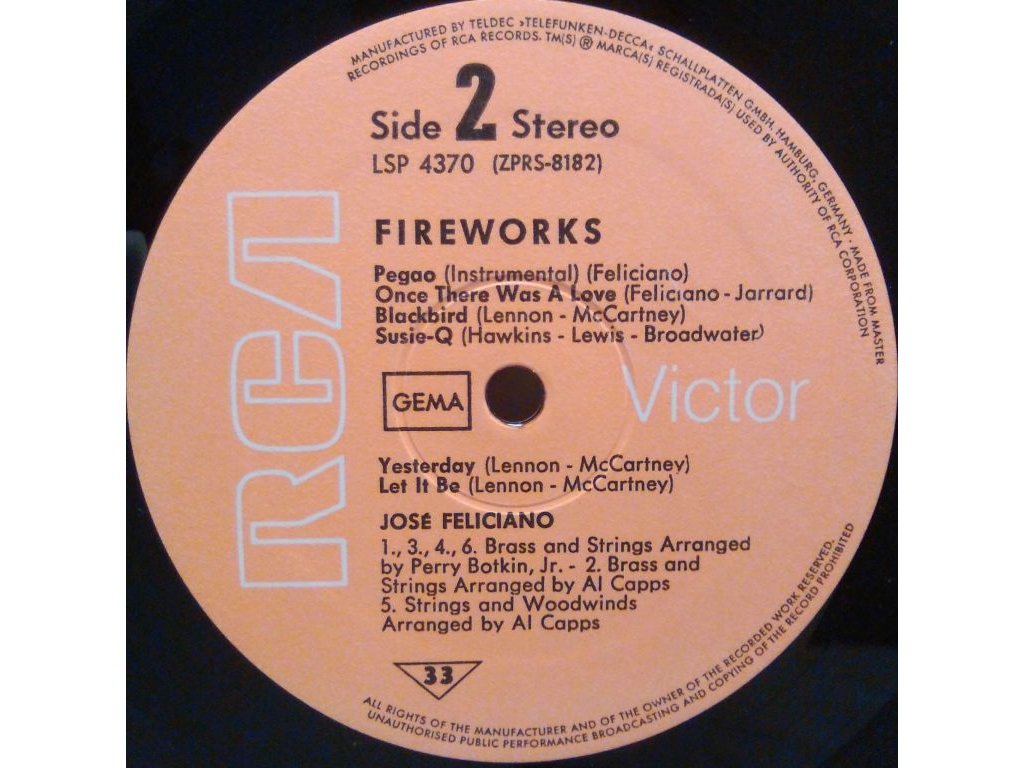 MANUFACTURED BY TELDEC »TELEFUNKEN-DECCA« SCHALLPLATTEN GMBH, HAMBURG, GERMANY · MADE FROM MASTER
RECORDINGS OF RCA RECORDS. TM(S) ® MARCA(S) REGISTRADA(S) USED BY AUTHORITY OF RCA CORPORATION
Side 2 Stereo
LSP 4370 (ZPRS-8182)
FIREWORKS
Pegao (Instrumental) (Feliciano)
Once There Was A Love (Feliciano - Jarrard)
Blackbird (Lennon - McCartney)
Susie-Q (Hawkins - Lewis - Broadwater)
RCA
GEMA
Victor
Yesterday (Lennon - McCartney)
Let It Be (Lennon - McCartney)
JOSÉ FELICIANO
1., 3., 4., 6. Brass and Strings Arranged
by Perry Botkin, Jr. - 2. Brass and
Strings Arranged by Al Capps
5. Strings and Woodwinds
Arranged by Al Capps
33
ALL RIGHTS OF THE MANUFACTURER AND OF THE OWNER OF THE RECORDED WORK RESERVED.
UNAUTHORISED PUBLIC PERFORMANCE BROADCASTING AND COPYING OF THE RECORD PROHIBITED